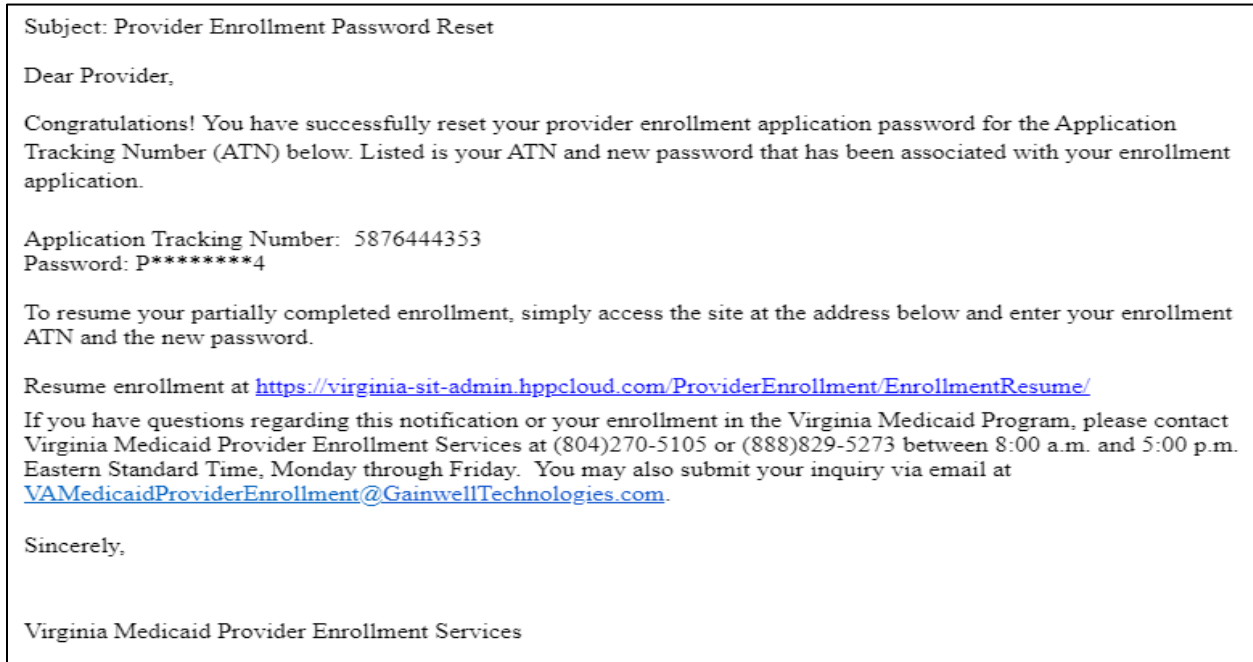 Subject: Provider Enrollment Password Reset
Dear Provider,
Congratulations! You have successfully reset your provider enrollment application password for the Application
Tracking Number (ATN) below. Listed is your ATN and new password that has been associated with your enrollment
application.
Application Tracking Number:  5876444353
Password: P********4
To resume your partially completed enrollment, simply access the site at the address below and enter your enrollment
ATN and the new password.
Resume enrollment at https://virginia-sit-admin.hppcloud.com/ProviderEnrollment/EnrollmentResume/
If you have questions regarding this notification or your enrollment in the Virginia Medicaid Program, please contact
Virginia Medicaid Provider Enrollment Services at (804)270-5105 or (888)829-5273 between 8:00 a.m. and 5:00 p.m.
Eastern Standard Time, Monday through Friday.  You may also submit your inquiry via email at
VAMedicaidProviderEnrollment@GainwellTechnologies.com.
Sincerely,
Virginia Medicaid Provider Enrollment Services